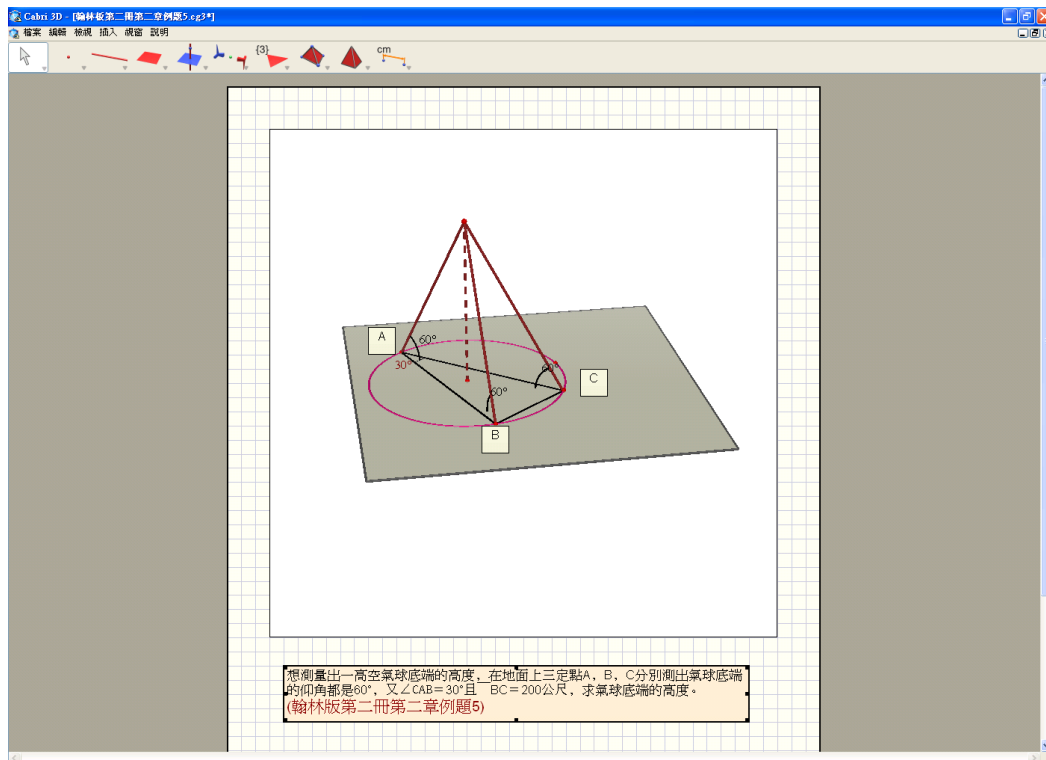 Cabri 3D - [翰林板第二冊第二章例題5.cg3*]
檔案 編輯 檢視 插入 視窗 說明
{3}
cm
A
60°
30°
60°
C
60°
B
想測量出一高空氣球底端的高度，在地面上三定點A，B，C分別測出氣球底端
的仰角都是60°，又∠CAB＝30°且 BC＝200公尺，求氣球底端的高度。
(翰林版第二冊第二章例題5)